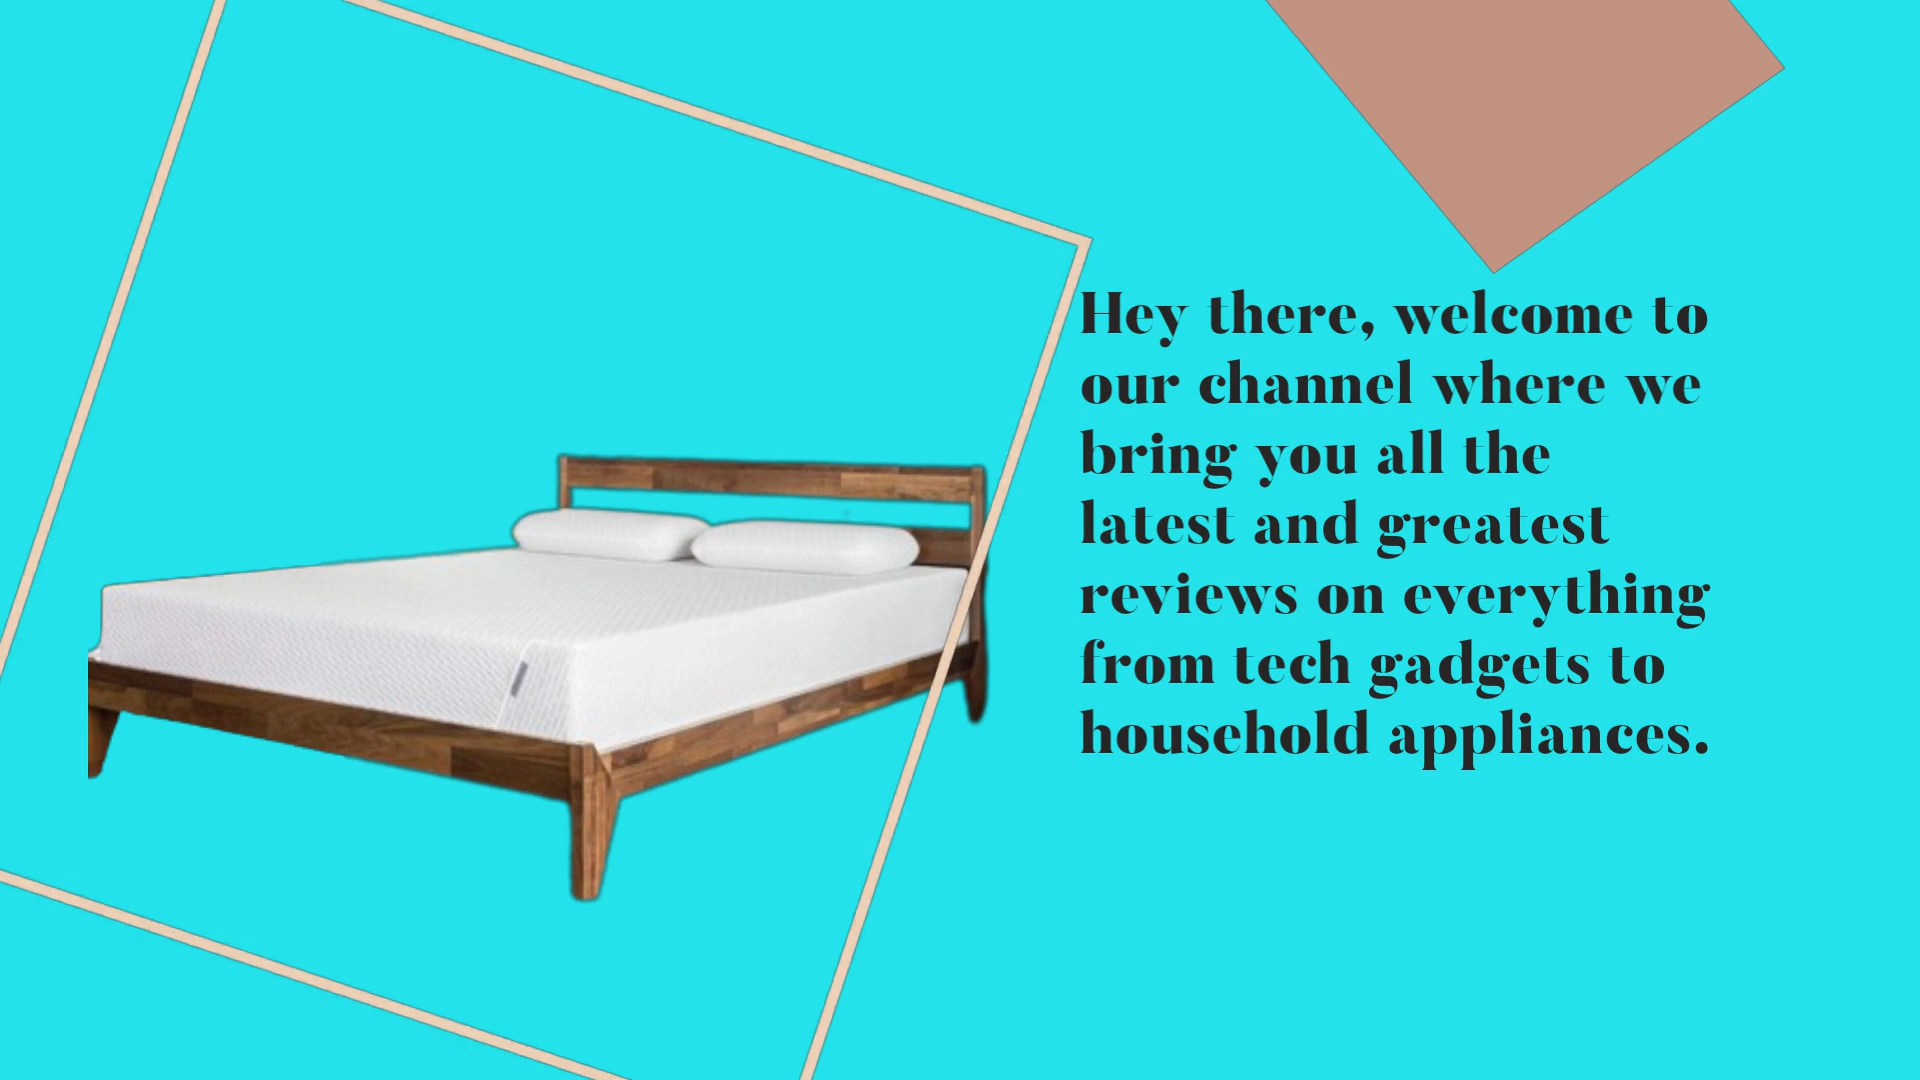 Hey there, welcome to
our channel where we
bring you all the
latest and greatest
reviews on everything
from tech gadgets to
household appliances.